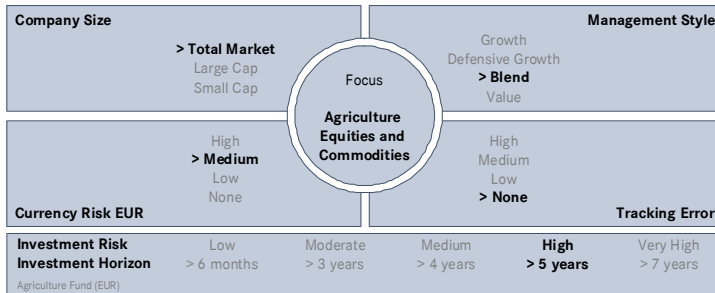 Company Size
> Total Market
Large Cap
Small Cap
Management Style
Growth
Defensive Growth
> Blend
Value
Focus
Agriculture
Equities and
Commodities
High
> Medium
Low
None
Currency Risk EUR
High
Medium
Low
> None
Tracking Error
Investment Risk Low Moderate Medium High Very High
Investment Horizon > 6 months > 3 years > 4 years > 5 years > 7 years
Agriculture Fund (EUR)